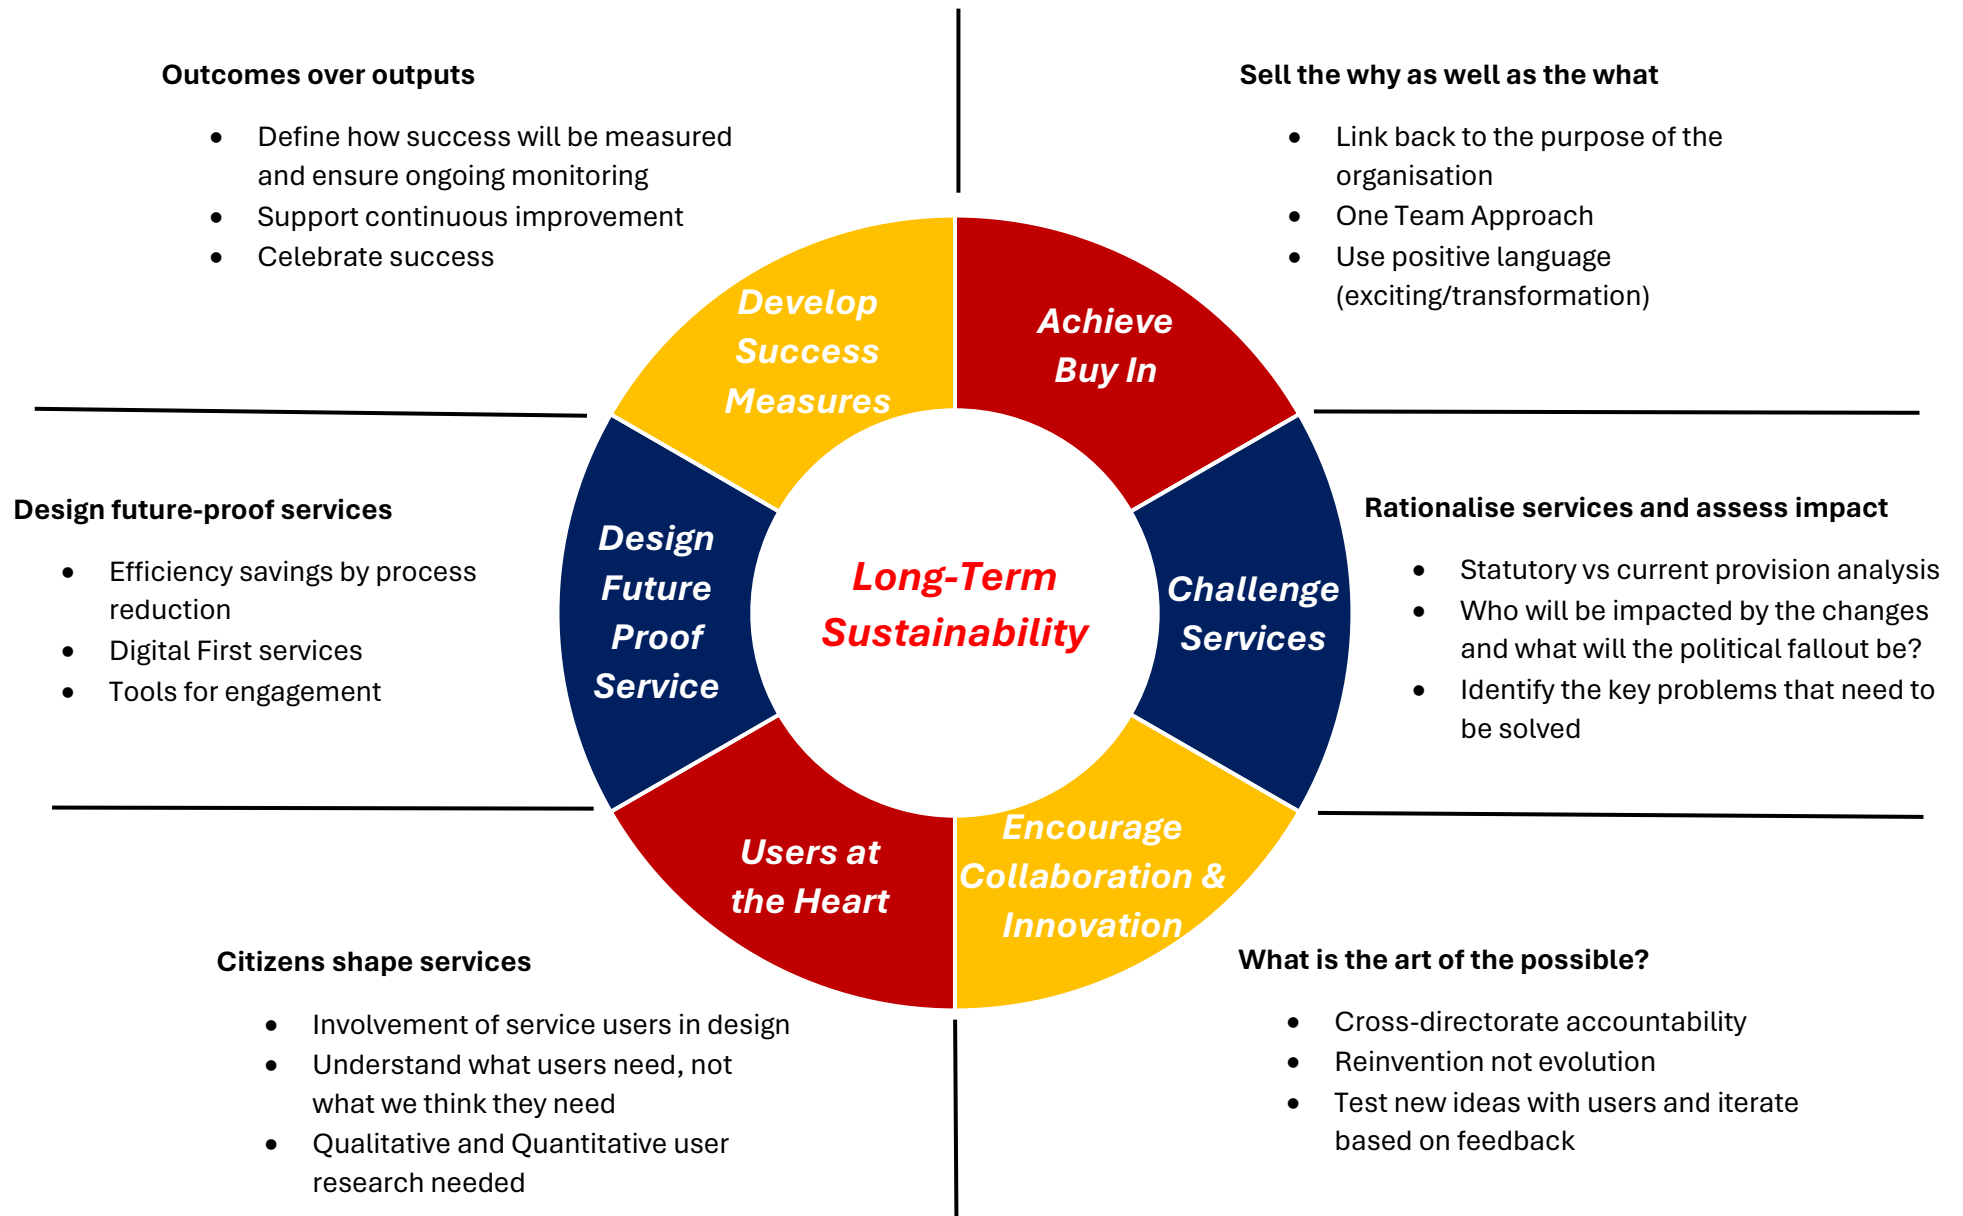 Outcomes over outputs
• Define how success will be measured
and ensure ongoing monitoring
• Support continuous improvement
• Celebrate success
Sell the why as well as the what
• Link back to the purpose of the
organisation
• One Team Approach
• Use positive language
(exciting/transformation)
Develop
Success
Measures
Achieve
Buy In
Design future-proof services
• Efficiency savings by process
reduction
• Digital First services
• Tools for engagement
Design
Future
Proof
Service
Long-Term
Sustainability
Challenge
Services
Rationalise services and assess impact
• Statutory vs current provision analysis
• Who will be impacted by the changes
and what will the political fallout be?
• Identify the key problems that need to
be solved
Users at
the Heart
Encourage
Collaboration &
Innovation
Citizens shape services
• Involvement of service users in design
• Understand what users need, not
what we think they need
• Qualitative and Quantitative user
research needed
What is the art of the possible?
• Cross-directorate accountability
• Reinvention not evolution
• Test new ideas with users and iterate
based on feedback